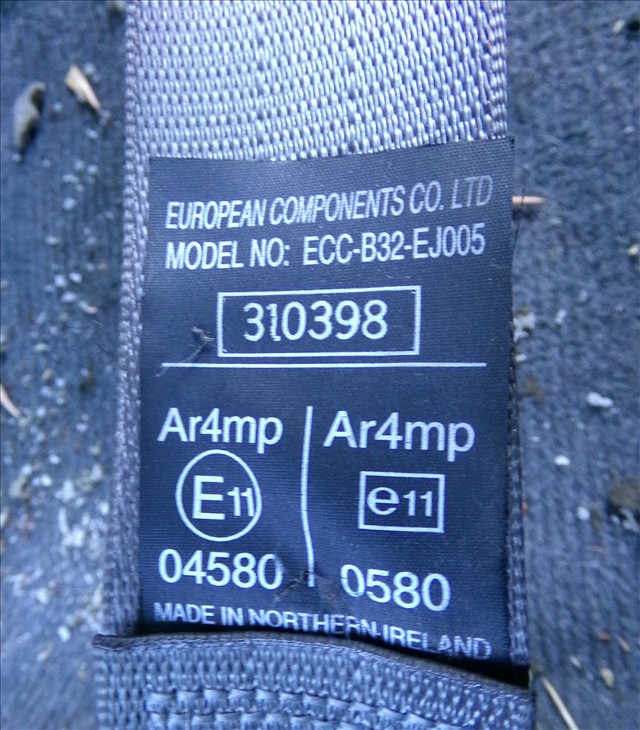 EUROPEAN COMPONENTS CO. LTD
MODEL NO: ECC-B32-EJ005
310398
Ar4mp Ar4mp
E11 e11
04580 0580
MADE IN NORTHERN IRELAND